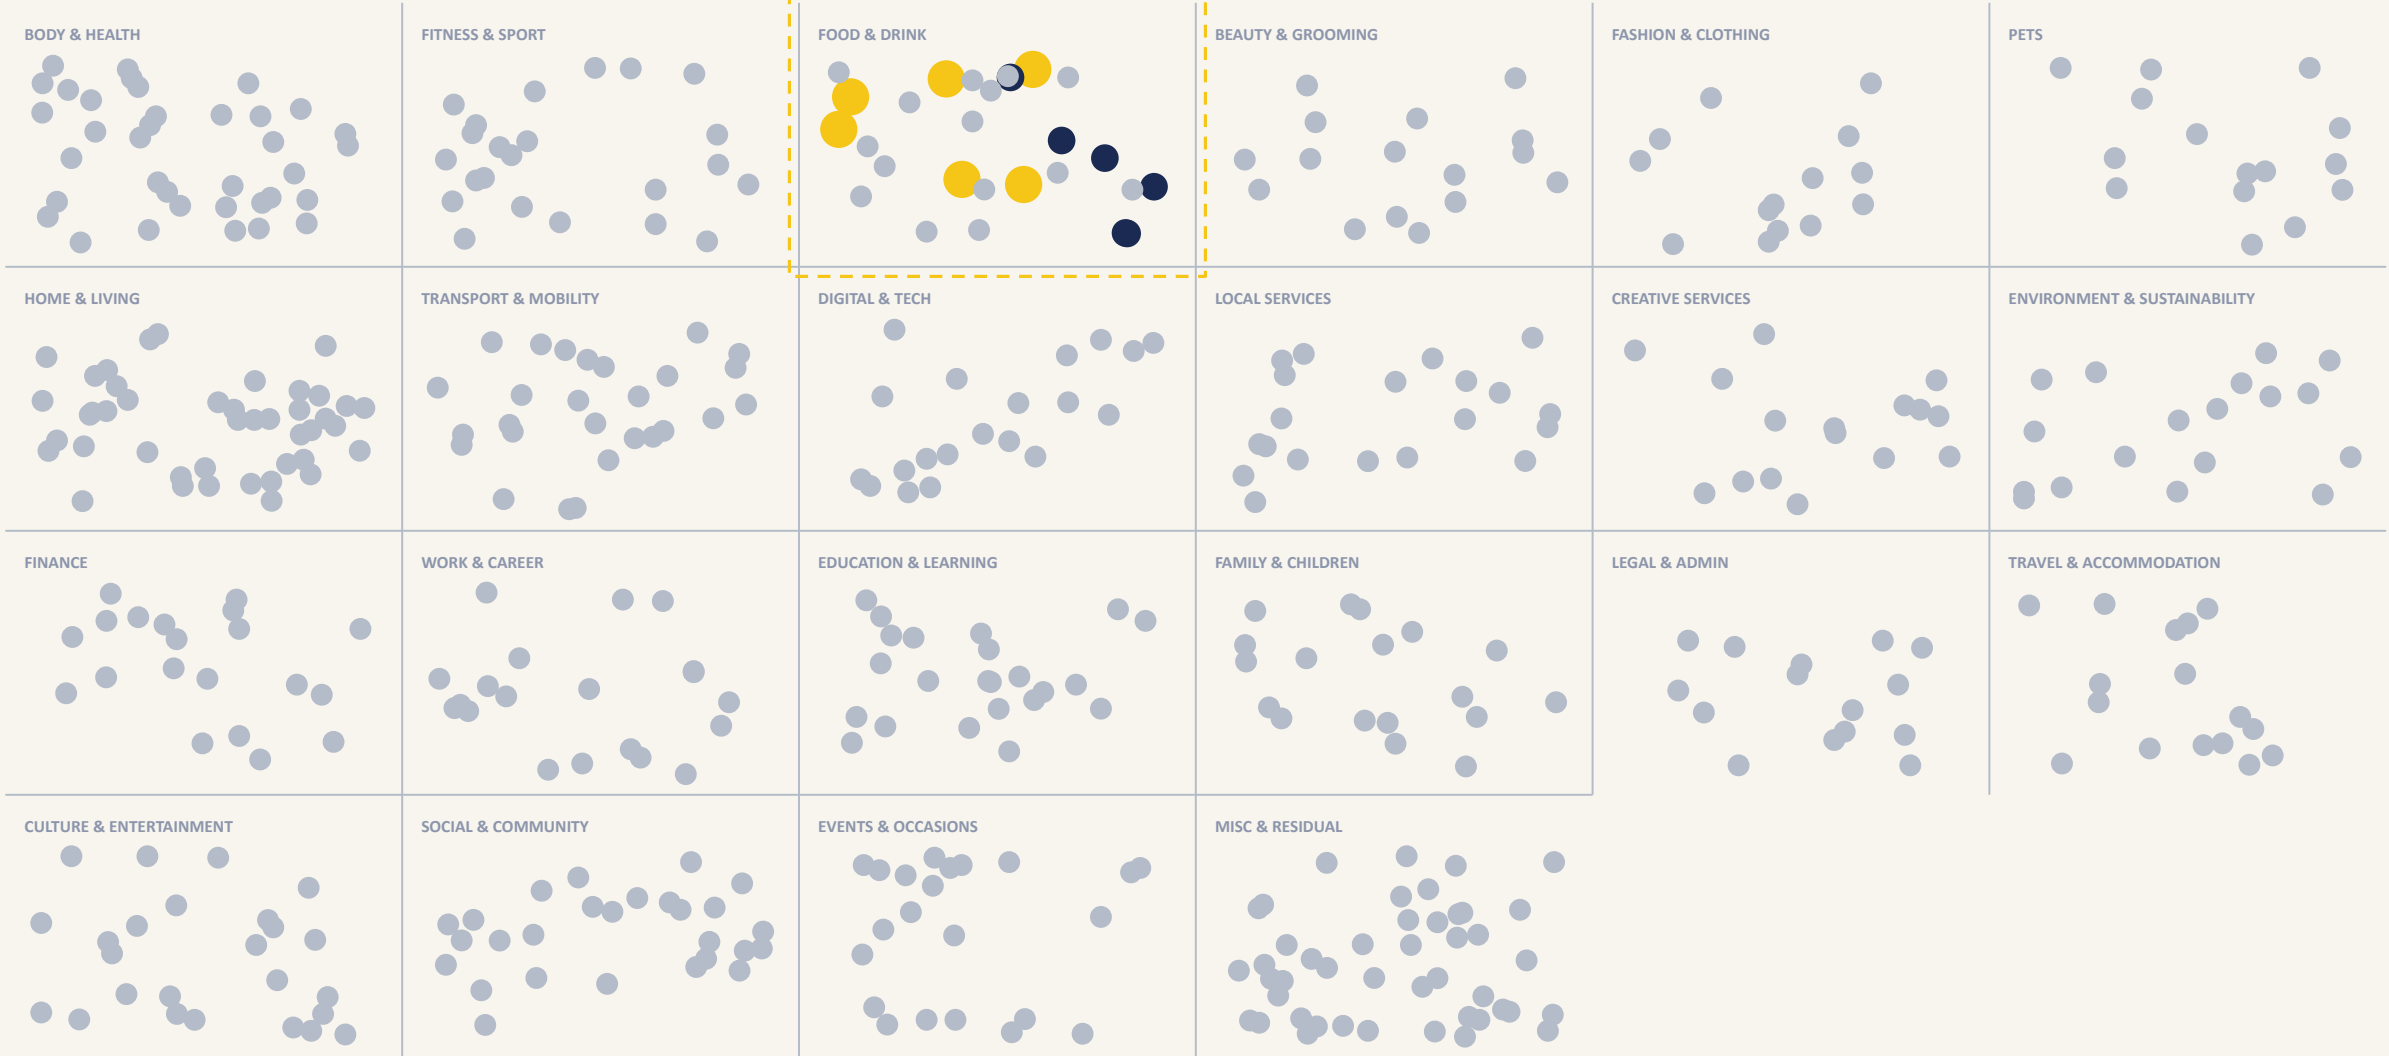 BODY & HEALTH
FITNESS & SPORT
FOOD & DRINK
BEAUTY & GROOMING
FASHION & CLOTHING
PETS
HOME & LIVING
TRANSPORT & MOBILITY
DIGITAL & TECH
LOCAL SERVICES
CREATIVE SERVICES
ENVIRONMENT & SUSTAINABILITY
FINANCE
WORK & CAREER
EDUCATION & LEARNING
FAMILY & CHILDREN
LEGAL & ADMIN
TRAVEL & ACCOMMODATION
CULTURE & ENTERTAINMENT
SOCIAL & COMMUNITY
EVENTS & OCCASIONS
MISC & RESIDUAL